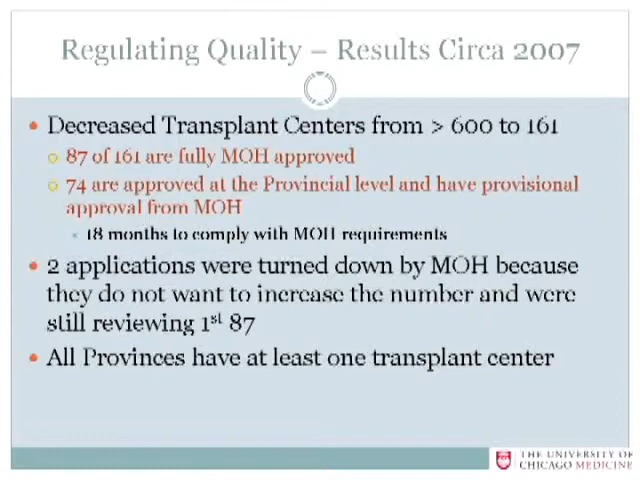 Regulating Quality – Results Circa 2007
• Decreased Transplant Centers from > 600 to 161
○ 87 of 161 are fully MOH approved
○ 74 are approved at the Provincial level and have provisional
approval from MOH
• 18 months to comply with MOH requirements
• 2 applications were turned down by MOH because
they do not want to increase the number and were
still reviewing 1st 87
• All Provinces have at least one transplant center
THE UNIVERSITY OF
CHICAGO MEDICINE